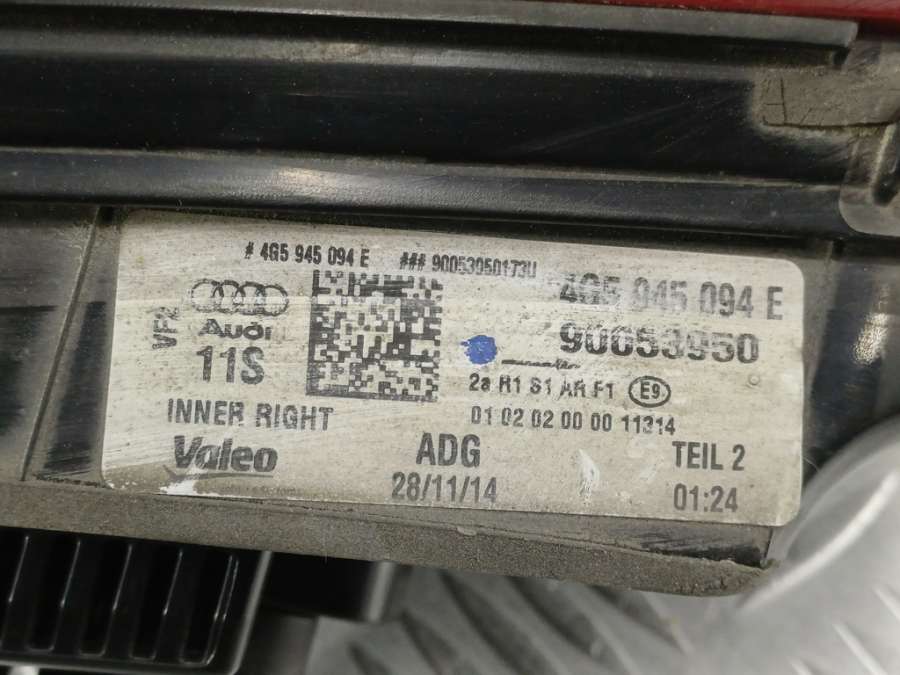 # 4G5 945 094 E ### 90053950173U
4G5 945 094 E
90053950
VF2
Audi
11S
2a R1 S1 AR F1 E9
01 02 02 00 00 11314
INNER RIGHT
Valeo
ADG
TEIL 2
28/11/14
01:24